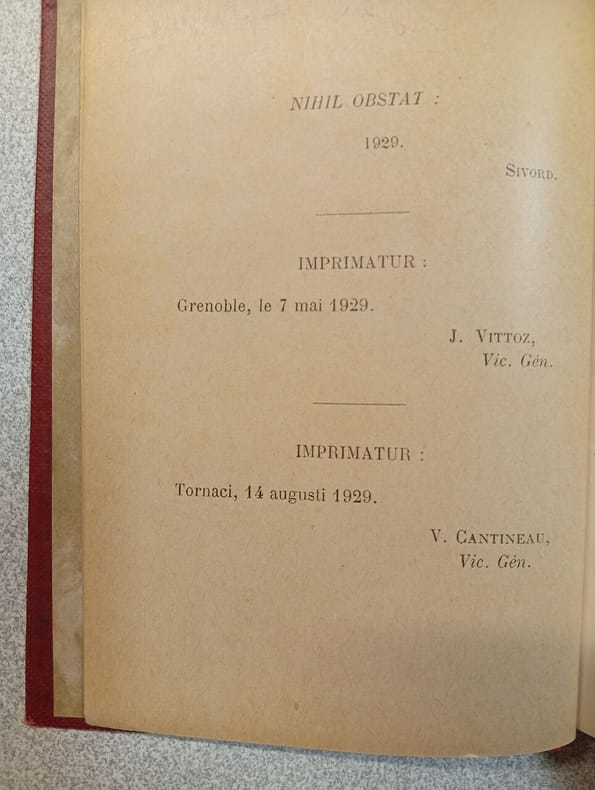 NIHIL OBSTAT :
1929.
SIVORD.
IMPRIMATUR :
Grenoble, le 7 mai 1929.
J. VITTOZ,
Vic. Gén.
IMPRIMATUR :
Tornaci, 14 augusti 1929.
V. CANTINEAU,
Vic. Gén.